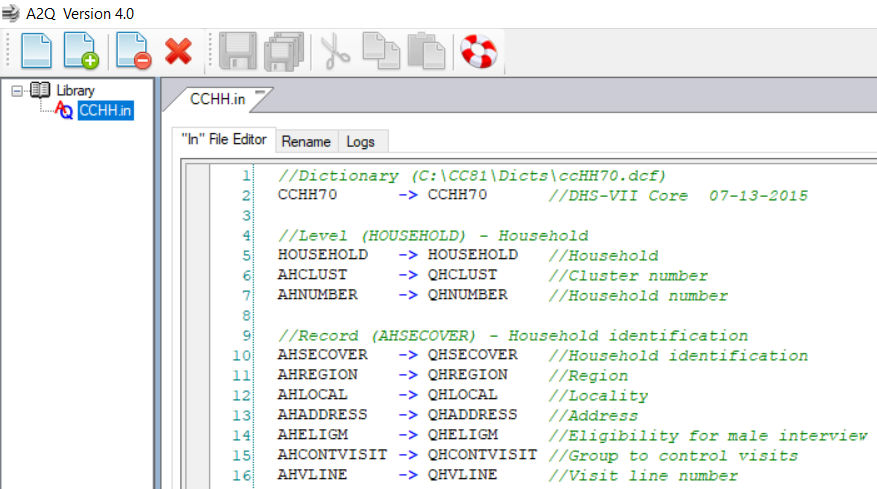 A2Q Version 4.0
Library
CCHH.in
CCHH.in
"In" File Editor Rename Logs
1 //Dictionary (C:\CC81\Dicts\ccHH70.dcf)
2 CCHH70 -> CCHH70 //DHS-VII Core 07-13-2015
3
4 //Level (HOUSEHOLD) - Household
5 HOUSEHOLD -> HOUSEHOLD //Household
6 AHCLUST -> QHCLUST //Cluster number
7 AHNUMBER -> QHNUMBER //Household number
8
9 //Record (AHSECOVER) - Household identification
10 AHSECOVER -> QHSECOVER //Household identification
11 AHREGION -> QHREGION //Region
12 AHLOCAL -> QHLOCAL //Locality
13 AHADDRESS -> QHADDRESS //Address
14 AHELIGM -> QHELIGM //Eligibility for male interview
15 AHCONTVISIT -> QHCONTVISIT //Group to control visits
16 AHVLINE -> QHVLINE //Visit line number